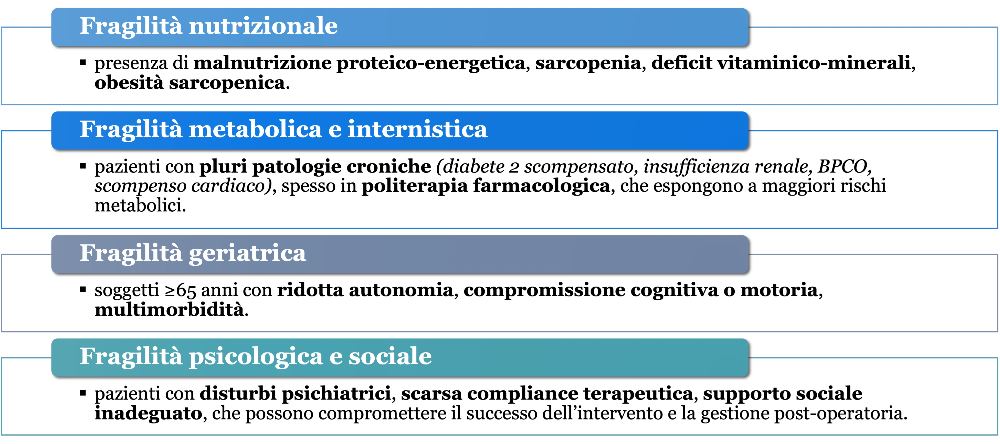 Fragilità nutrizionale
▪ presenza di malnutrizione proteico-energetica, sarcopenia, deficit vitaminico-minerali,
obesità sarcopenica.
Fragilità metabolica e internistica
▪ pazienti con pluri patologie croniche (diabete 2 scompensato, insufficienza renale, BPCO,
scompenso cardiaco), spesso in politerapia farmacologica, che espongono a maggiori rischi
metabolici.
Fragilità geriatrica
▪ soggetti ≥65 anni con ridotta autonomia, compromissione cognitiva o motoria,
multimorbidità.
Fragilità psicologica e sociale
▪ pazienti con disturbi psichiatrici, scarsa compliance terapeutica, supporto sociale
inadeguato, che possono compromettere il successo dell’intervento e la gestione post-operatoria.